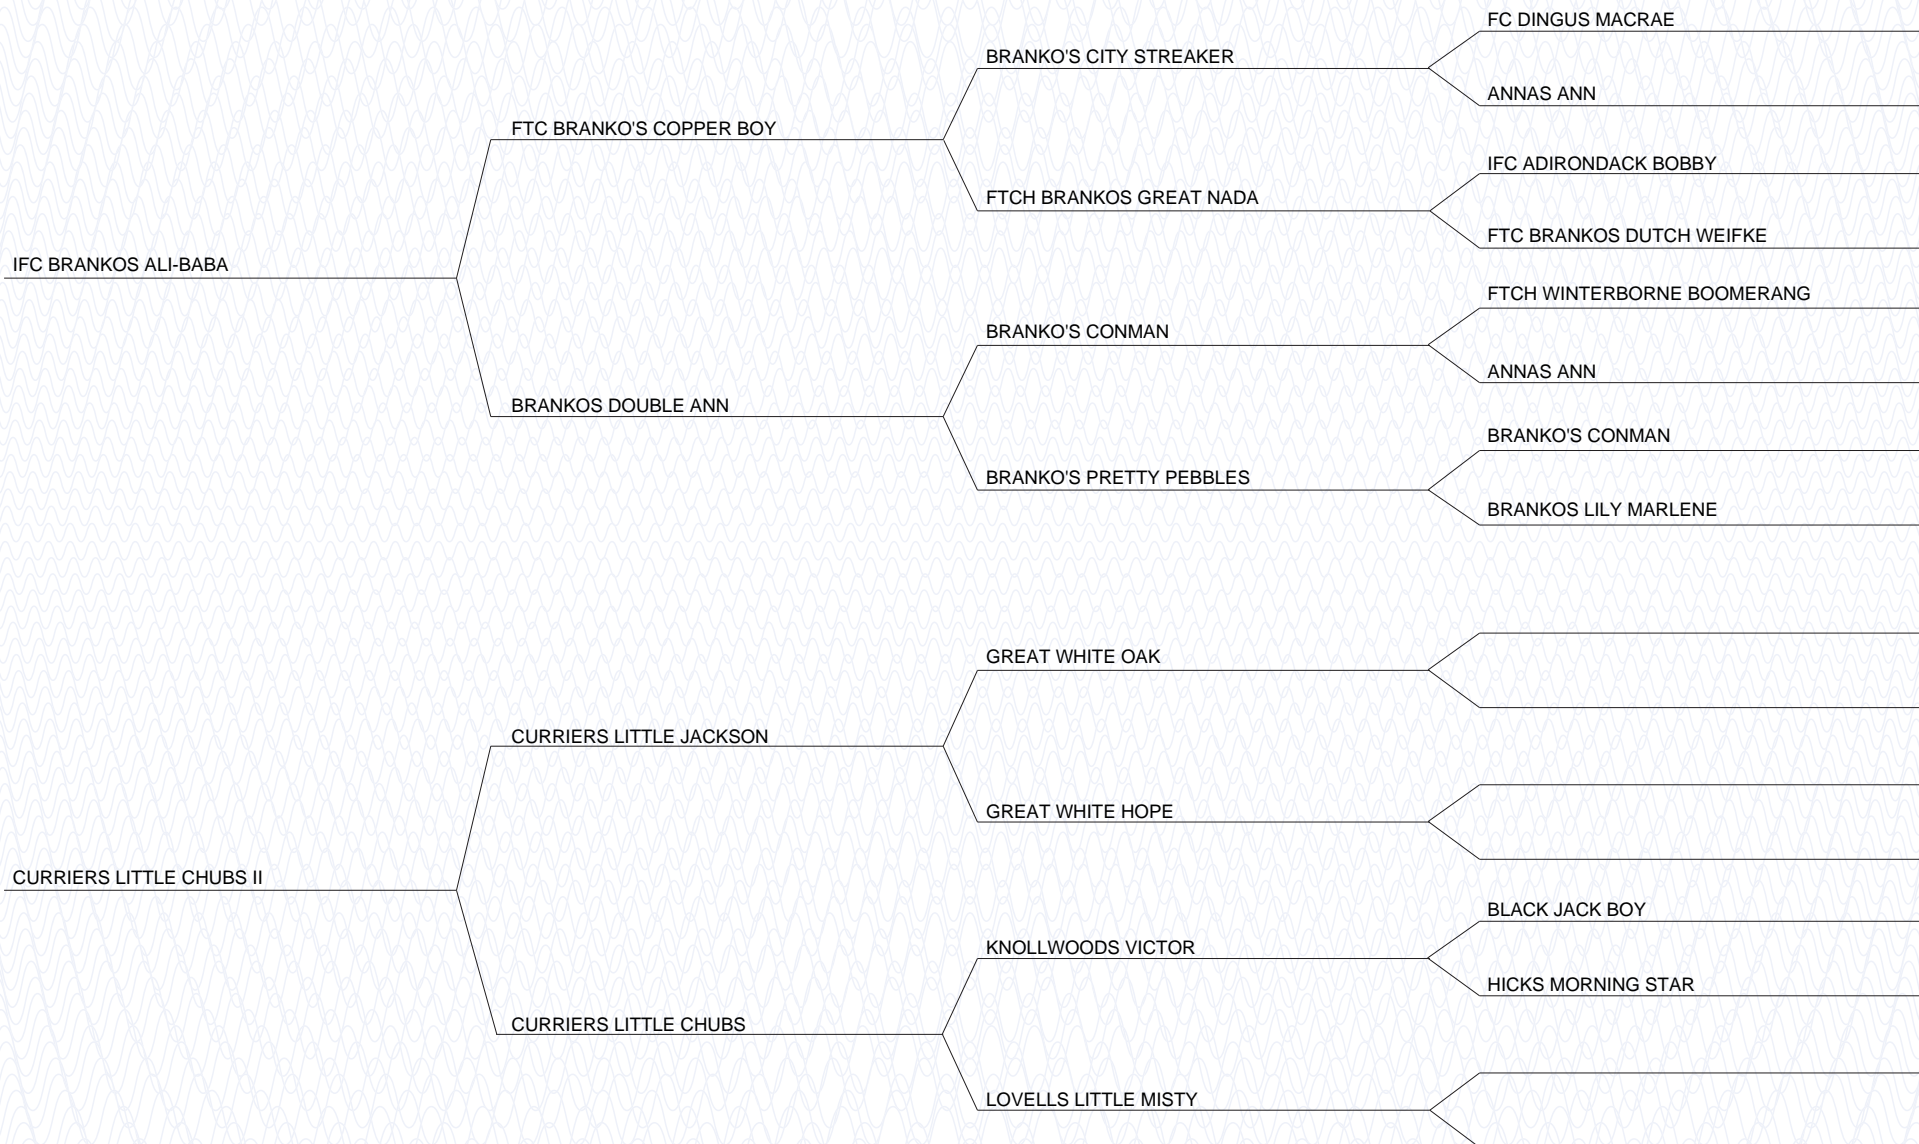 FC DINGUS MACRAE
BRANKO'S CITY STREAKER
ANNAS ANN
FTC BRANKO'S COPPER BOY
IFC ADIRONDACK BOBBY
FTCH BRANKOS GREAT NADA
FTC BRANKOS DUTCH WEIFKE
IFC BRANKOS ALI-BABA
FTCH WINTERBORNE BOOMERANG
BRANKO'S CONMAN
ANNAS ANN
BRANKOS DOUBLE ANN
BRANKO'S CONMAN
BRANKO'S PRETTY PEBBLES
BRANKOS LILY MARLENE
GREAT WHITE OAK
CURRIERS LITTLE JACKSON
GREAT WHITE HOPE
CURRIERS LITTLE CHUBS II
BLACK JACK BOY
KNOLLWOODS VICTOR
HICKS MORNING STAR
CURRIERS LITTLE CHUBS
LOVELLS LITTLE MISTY